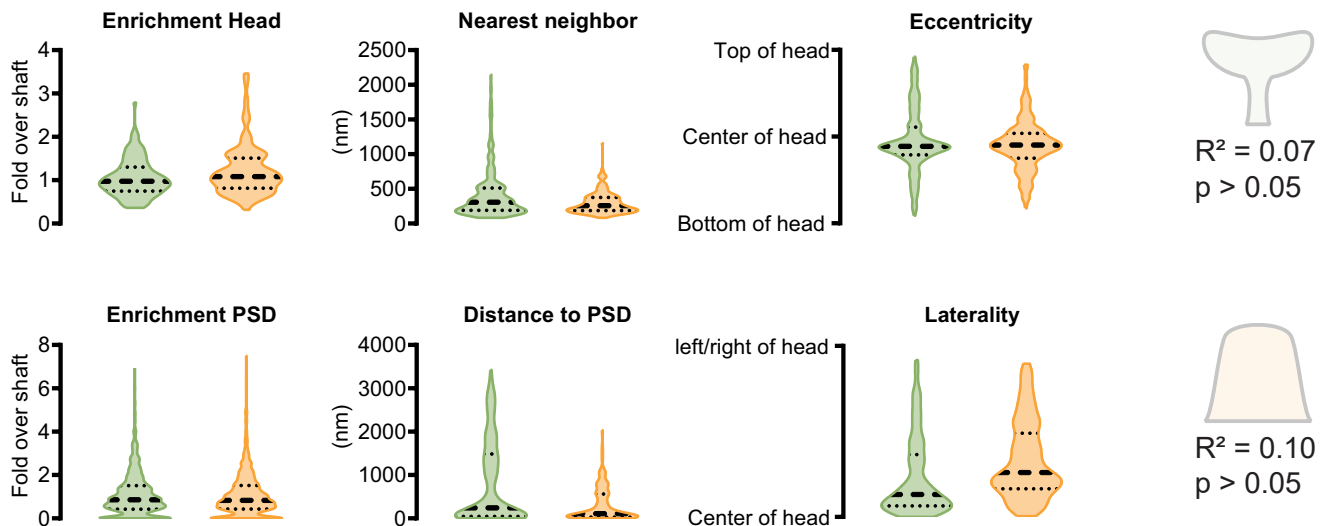 Enrichment Head
Fold over shaft
4
3
2
1
0
Nearest neighbor
(nm)
2500
2000
1500
1000
500
0
Eccentricity
Top of head
Center of head
Bottom of head
R² = 0.07
p > 0.05
Enrichment PSD
Fold over shaft
8
6
4
2
0
Distance to PSD
(nm)
4000
3000
2000
1000
0
Laterality
left/right of head
Center of head
R² = 0.10
p > 0.05